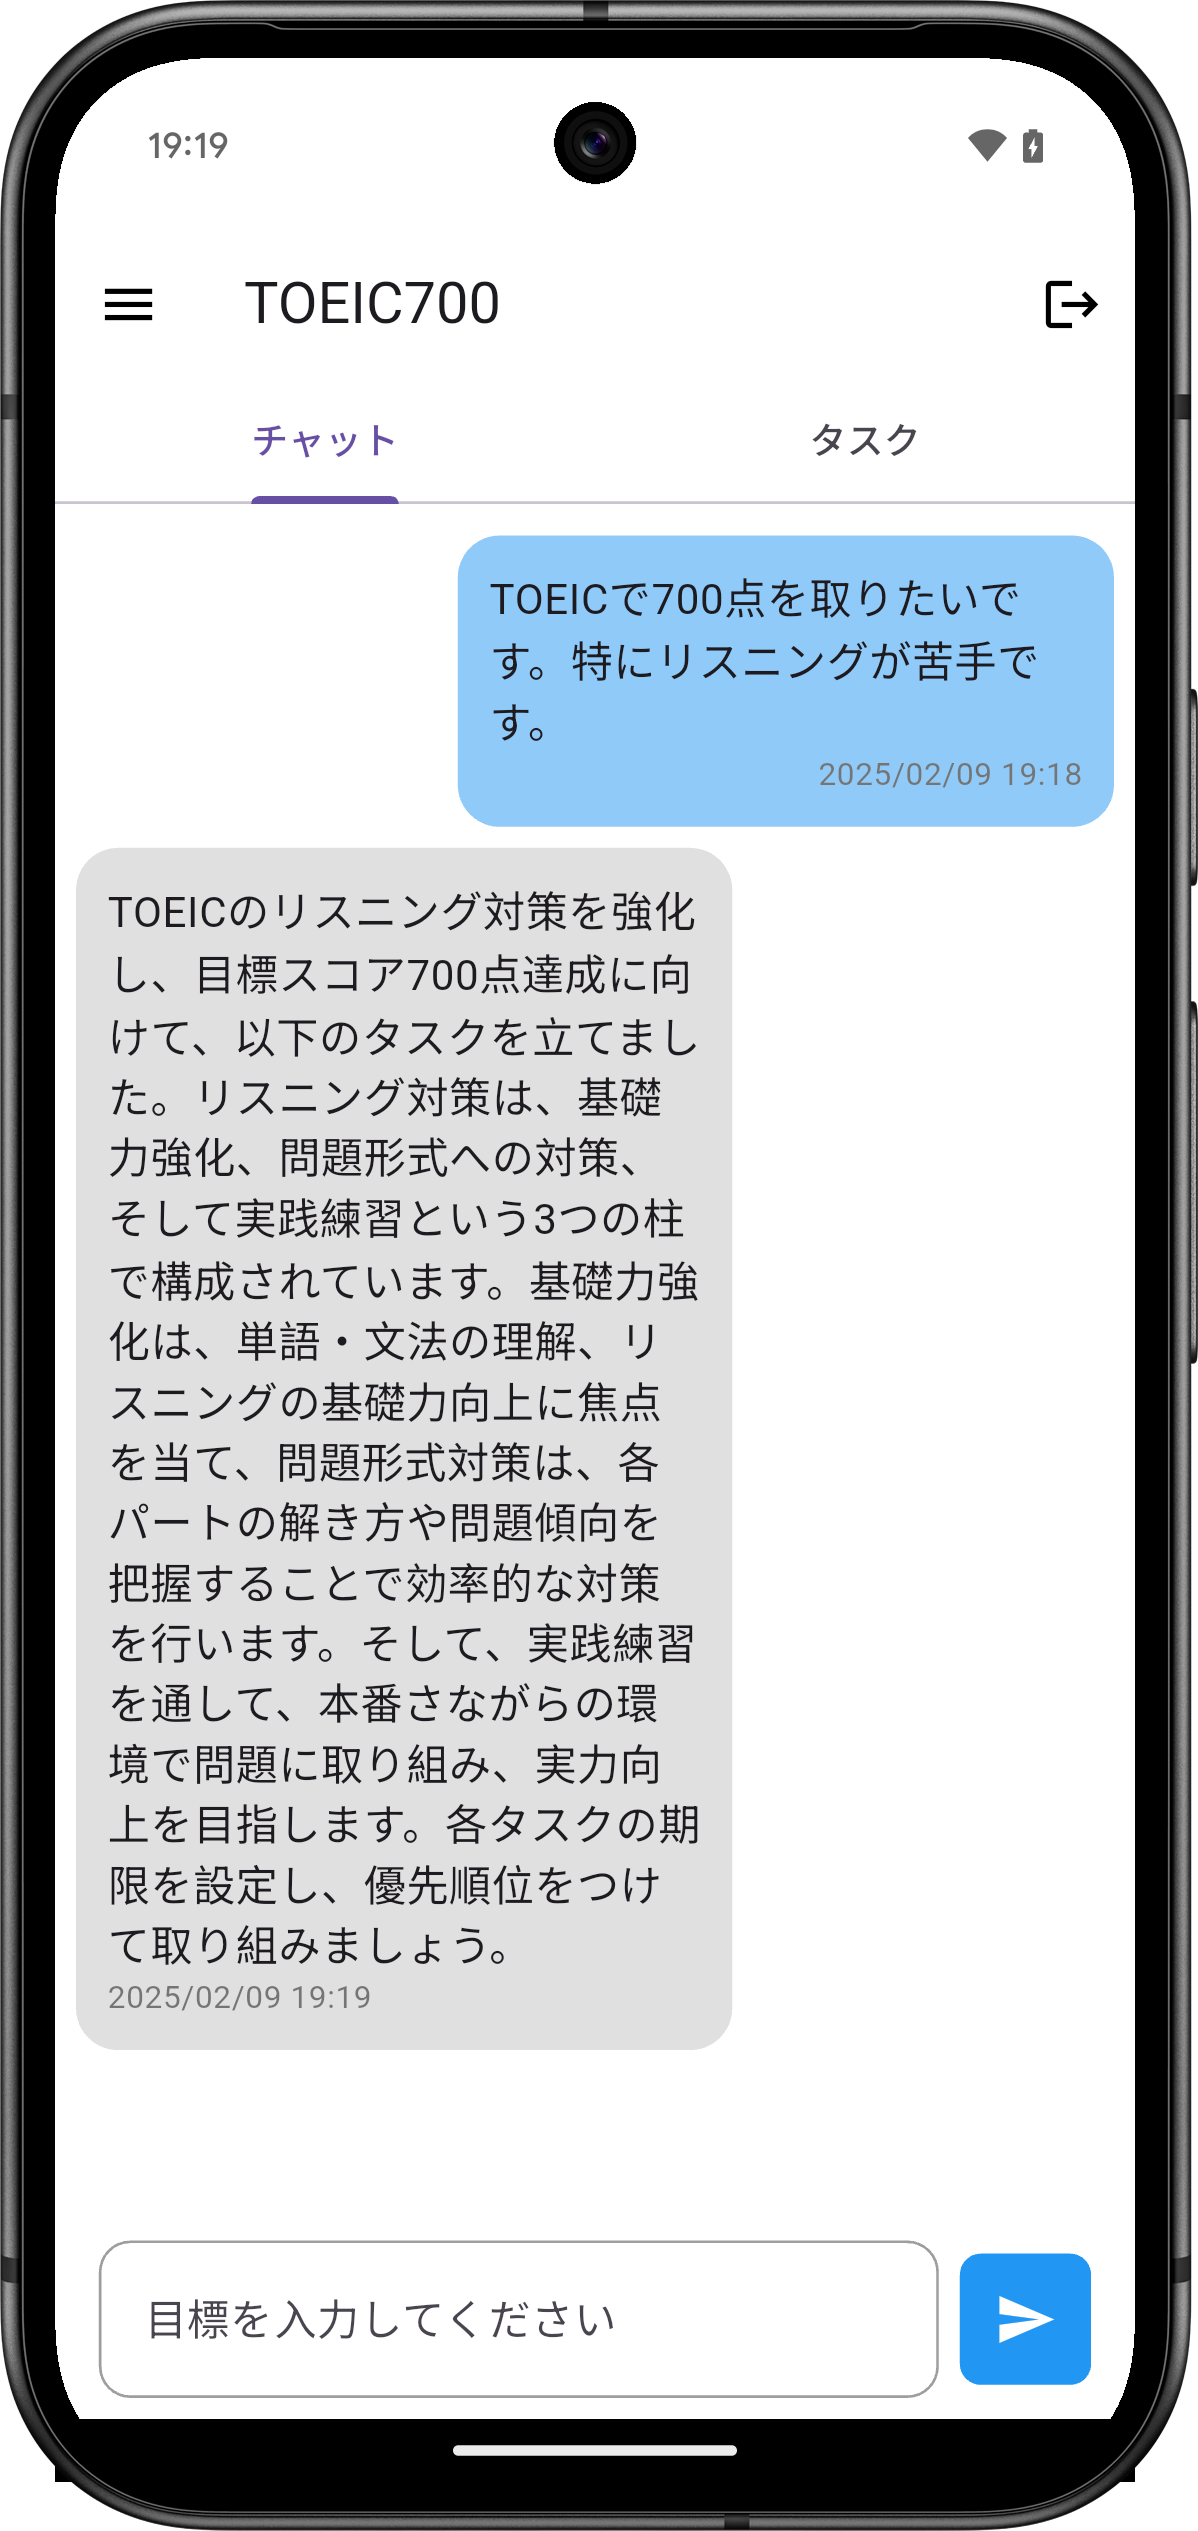 19:19
TOEIC700
チャット
タスク
TOEICで700点を取りたいで
す。特にリスニングが苦手で
す。
2025/02/09 19:18
TOEICのリスニング対策を強化
し、目標スコア700点達成に向
けて、以下のタスクを立てまし
た。リスニング対策は、基礎
力強化、問題形式への対策、
そして実践練習という3つの柱
で構成されています。基礎力強
化は、単語・文法の理解、リ
スニングの基礎力向上に焦点
を当て、問題形式対策は、各
パートの解き方や問題傾向を
把握することで効率的な対策
を行います。そして、実践練習
を通して、本番さながらの環
境で問題に取り組み、実力向
上を目指します。各タスクの期
限を設定し、優先順位をつけ
て取り組みましょう。
2025/02/09 19:19
目標を入力してください